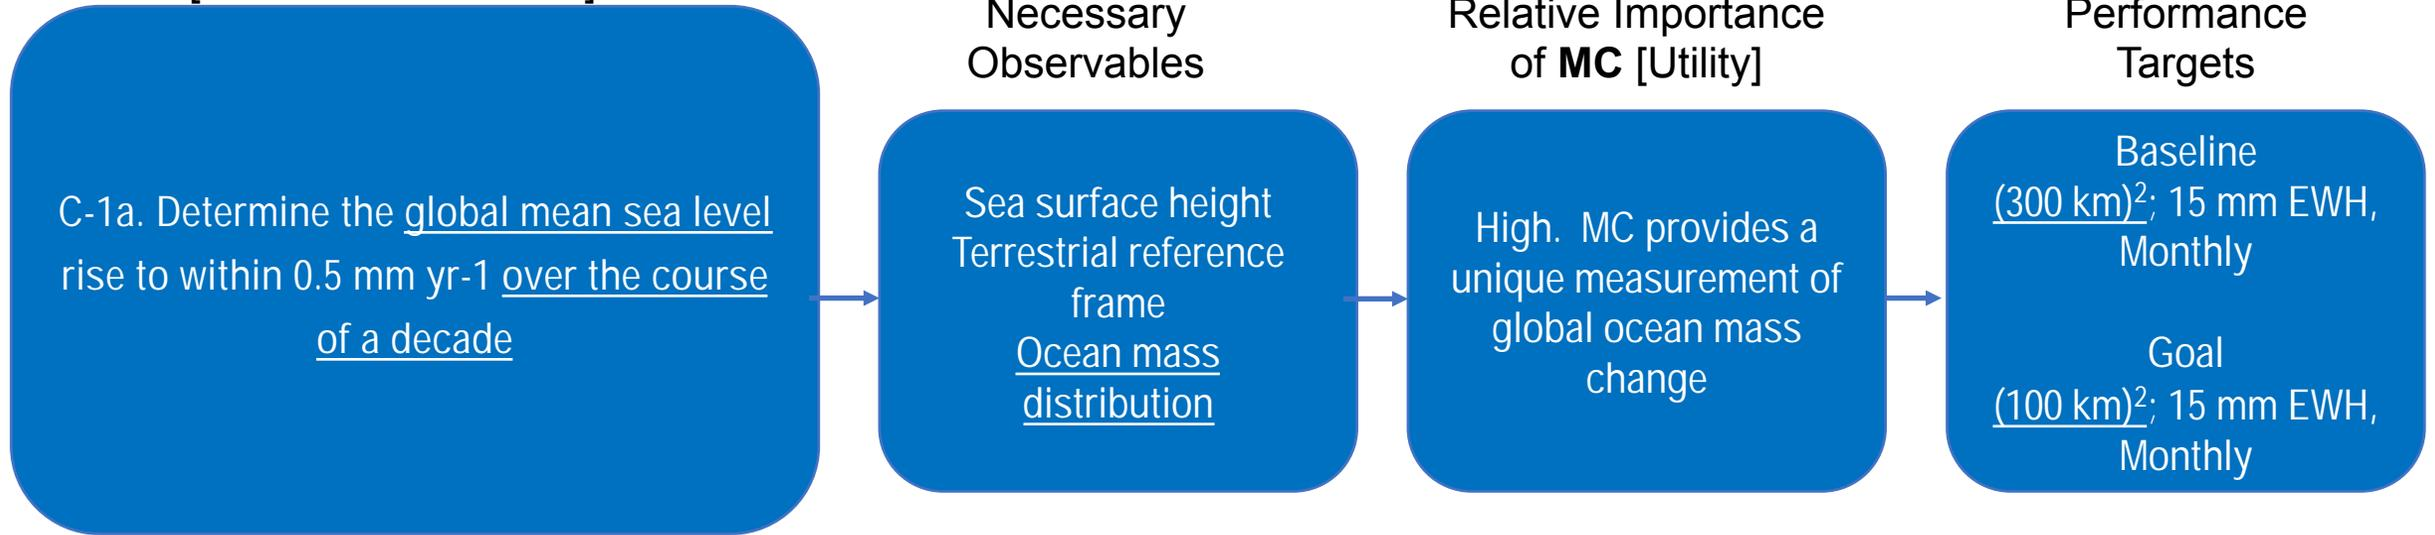 Necessary
Observables
Relative Importance
of MC [Utility]
Performance
Targets
C-1a. Determine the global mean sea level
rise to within 0.5 mm yr-1 over the course
of a decade
Sea surface height
Terrestrial reference
frame
Ocean mass
distribution
High.  MC provides a
unique measurement of
global ocean mass
change
Baseline
(300 km)²; 15 mm EWH,
Monthly
Goal
(100 km)²; 15 mm EWH,
Monthly